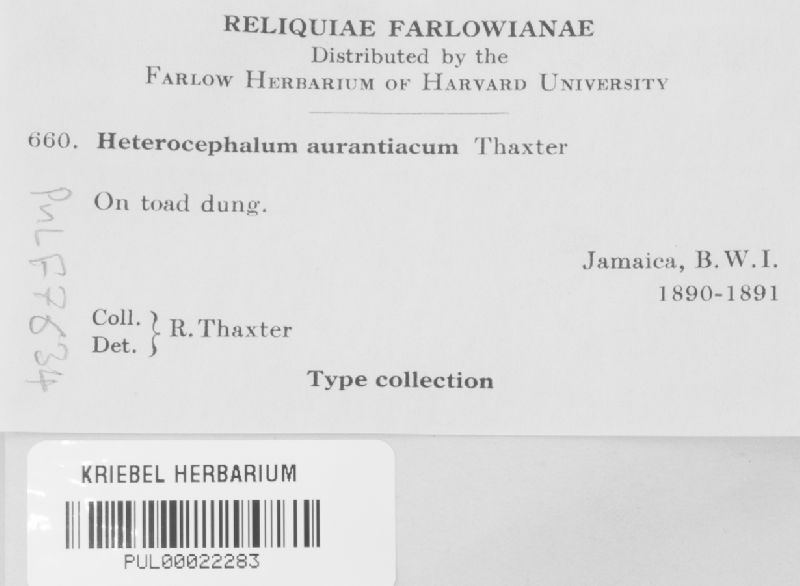 RELIQUIAE FARLOWIANAE
Distributed by the
FARLOW HERBARIUM OF HARVARD UNIVERSITY
660. Heterocephalum aurantiacum Thaxter
On toad dung.
Jamaica, B. W. I.
1890-1891
Coll. } R. Thaxter
Det.
Type collection
PUL F7634
KRIEBEL HERBARIUM
PUL00022283